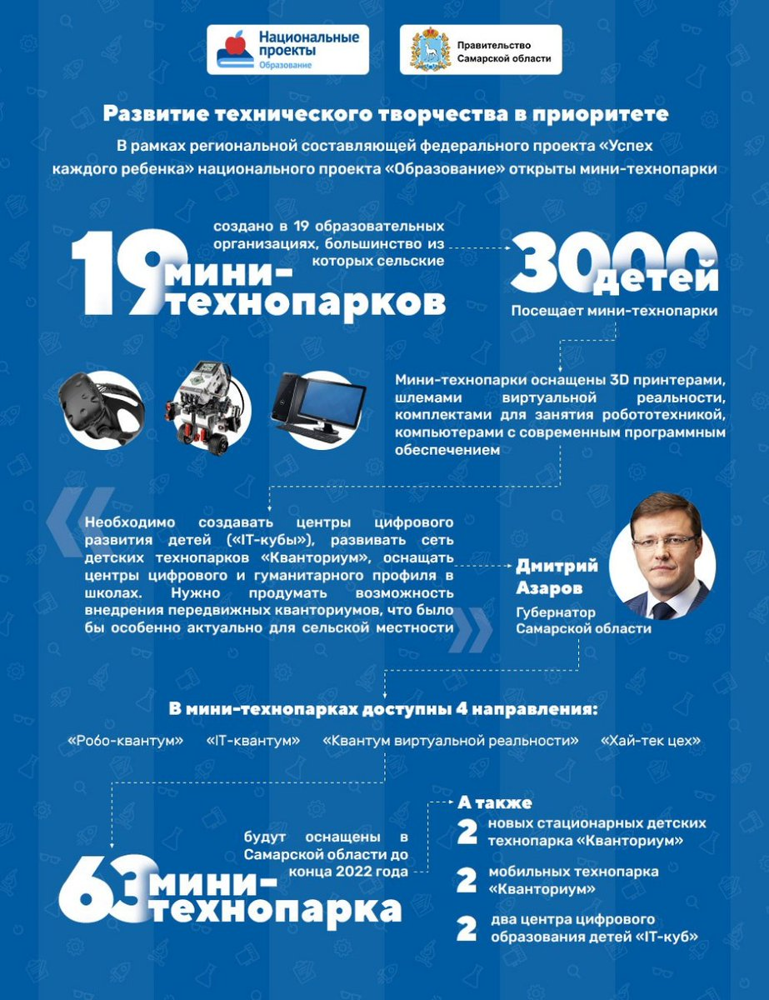 Национальные
проекты
Образование
Правительство
Самарской области
Развитие технического творчества в приоритете
В рамках региональной составляющей федерального проекта «Успех
каждого ребенка» национального проекта «Образование» открыты мини-технопарки
создано в 19 образовательных
организациях, большинство из
которых сельские
19 мини-
технопарков
3000
детей
Посещает мини-технопарки
Мини-технопарки оснащены 3D принтерами,
шлемами виртуальной реальности,
комплектами для занятия робототехникой,
компьютерами с современным программным
обеспечением
«
Необходимо создавать центры цифрового
развития детей («IT-кубы»), развивать сеть
детских технопарков «Кванториум», оснащать
центры цифрового и гуманитарного профиля в
школах. Нужно продумать возможность
внедрения передвижных кванториумов, что было
бы особенно актуально для сельской местности
»
Дмитрий
Азаров
Губернатор
Самарской области
В мини-технопарках доступны 4 направления:
«Робо-квантум» «IT-квантум» «Квантум виртуальной реальности» «Хай-тек цех»
будут оснащены в
Самарской области до
конца 2022 года
63 мини-
технопарка
А также
2 новых стационарных детских
технопарка «Кванториум»
2 мобильных технопарка
«Кванториум»
2 два центра цифрового
образования детей «IT-куб»